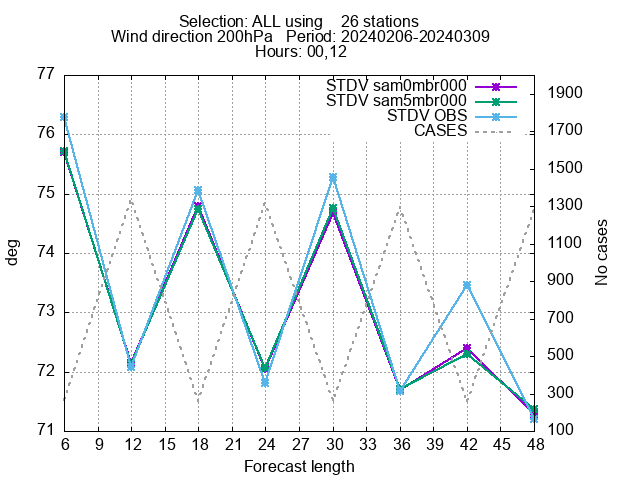 Selection: ALL using    26 stations
Wind direction 200hPa   Period: 20240206-20240309
Hours: 00,12
STDV sam0mbr000
STDV sam5mbr000
STDV OBS
CASES
77
76
75
74
73
72
71
deg
1900
1700
1500
1300
1100
900
700
500
300
100
No cases
6 9 12 15 18 21 24 27 30 33 36 39 42 45 48
Forecast length